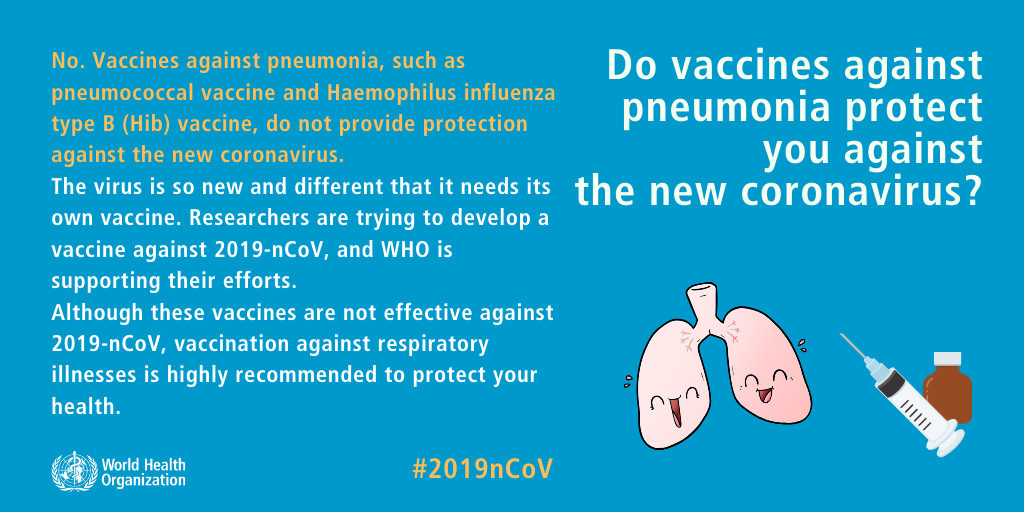 Do vaccines against
pneumonia protect
you against
the new coronavirus?
No. Vaccines against pneumonia, such as
pneumococcal vaccine and Haemophilus influenza
type B (Hib) vaccine, do not provide protection
against the new coronavirus.
The virus is so new and different that it needs its
own vaccine. Researchers are trying to develop a
vaccine against 2019-nCoV, and WHO is
supporting their efforts.
Although these vaccines are not effective against
2019-nCoV, vaccination against respiratory
illnesses is highly recommended to protect your
health.
World Health
Organization
#2019nCoV